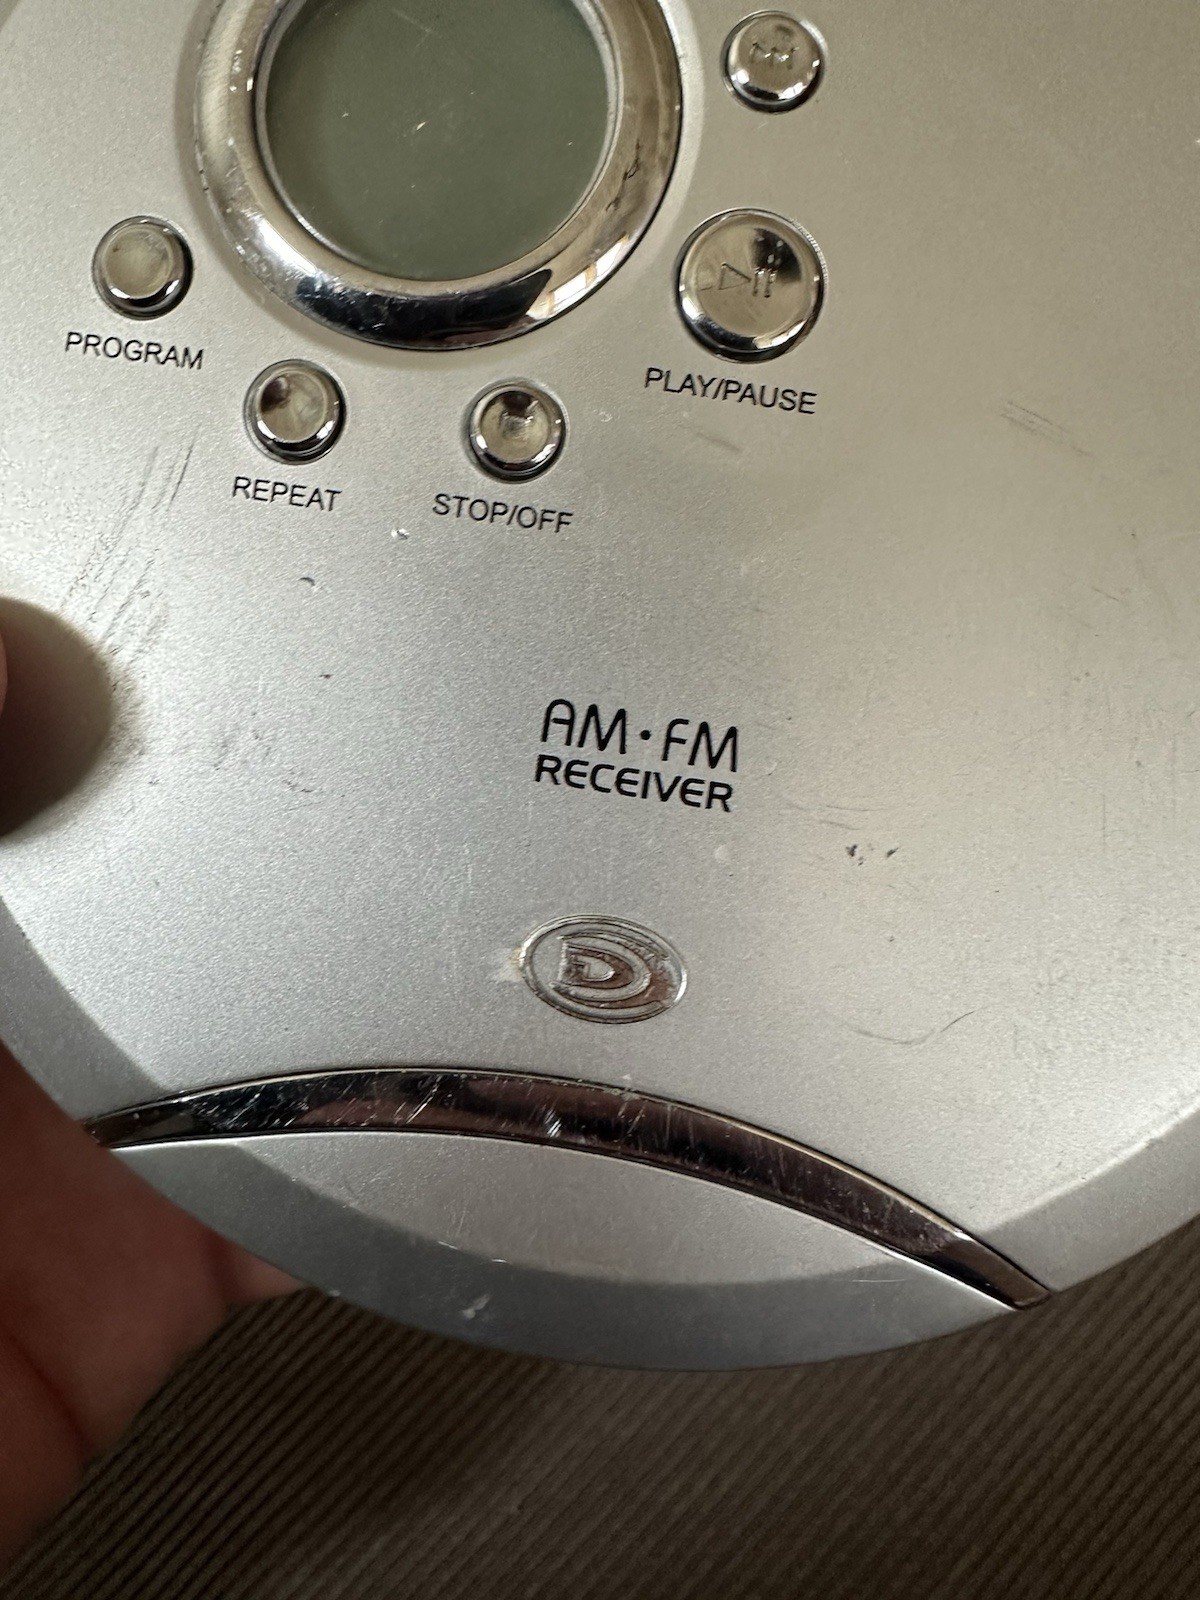 PROGRAM
REPEAT
STOP/OFF
PLAY/PAUSE
AM·FM
RECEIVER